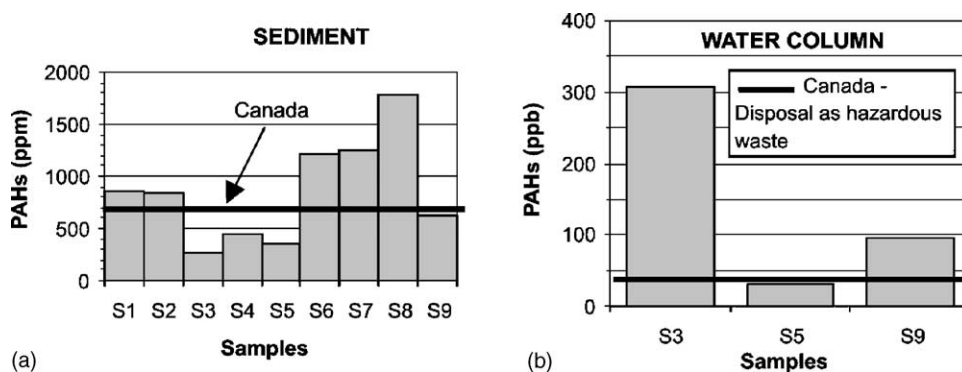 SEDIMENT
PAHs (ppm)
2000
1500
1000
500
0
Canada
S1 S2 S3 S4 S5 S6 S7 S8 S9
Samples
(a)
WATER COLUMN
PAHs (ppb)
400
300
200
100
0
Canada -
Disposal as hazardous
waste
S3 S5 S9
Samples
(b)